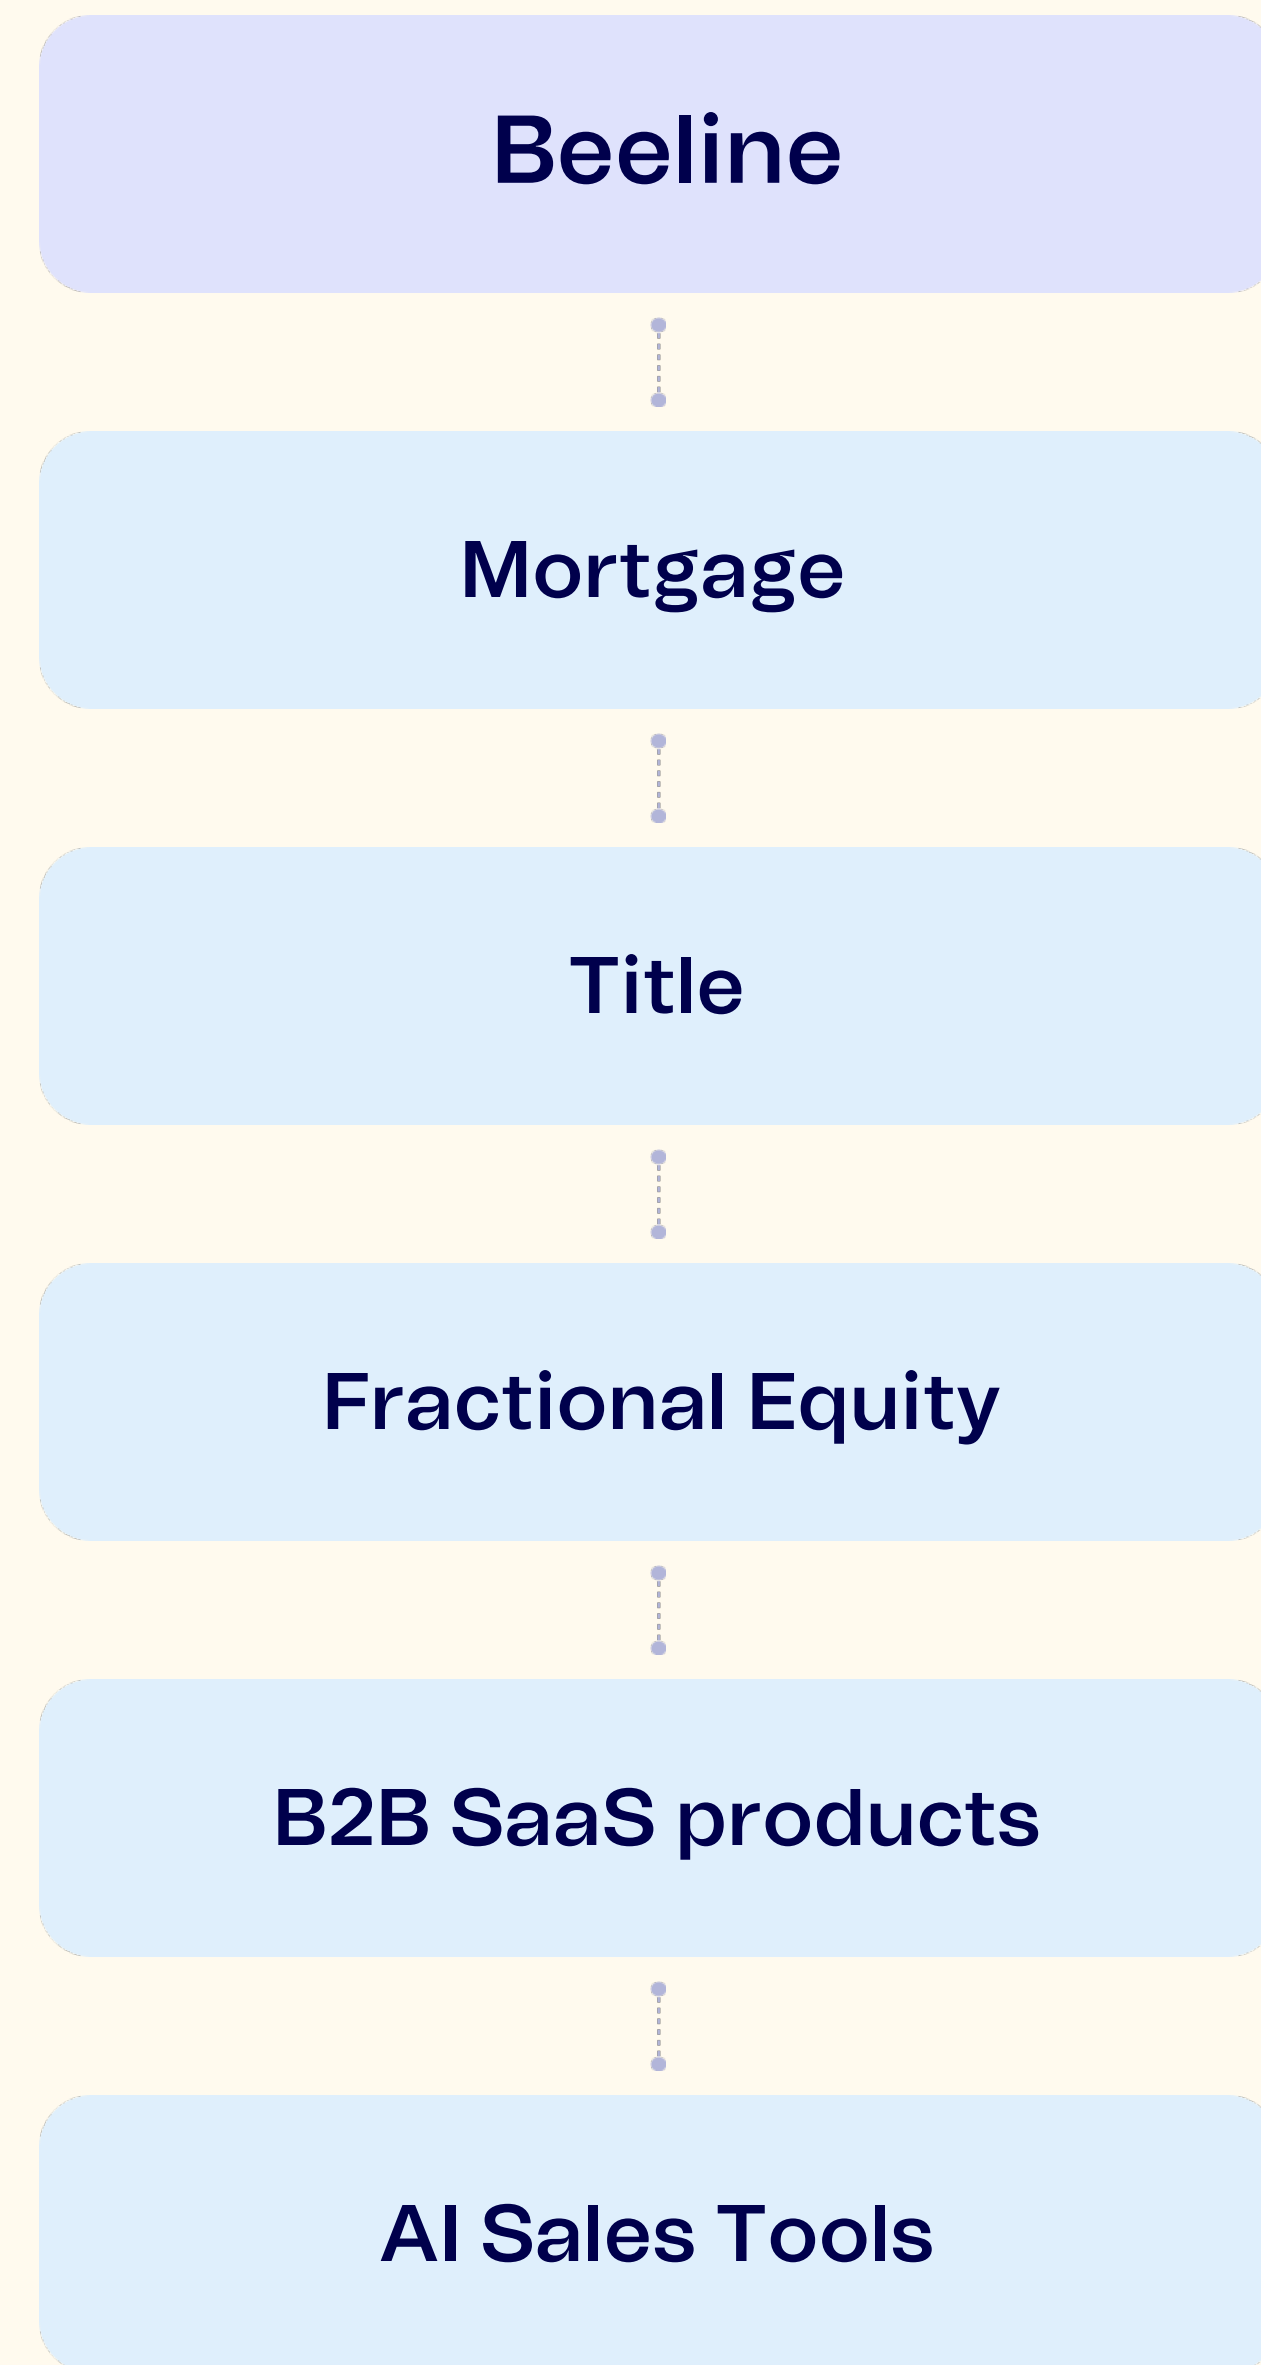 Beeline
Mortgage
Title
Fractional Equity
B2B SaaS products
AI Sales Tools